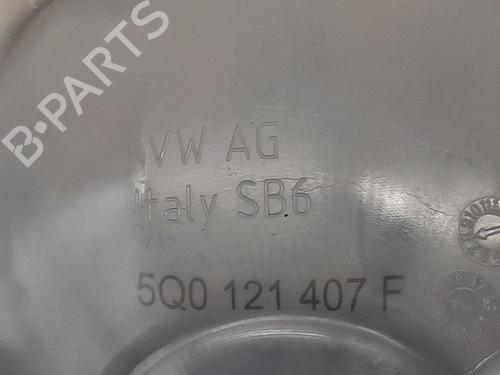 B-PARTS
VW AG
Italy SB6
5Q0 121 407 F